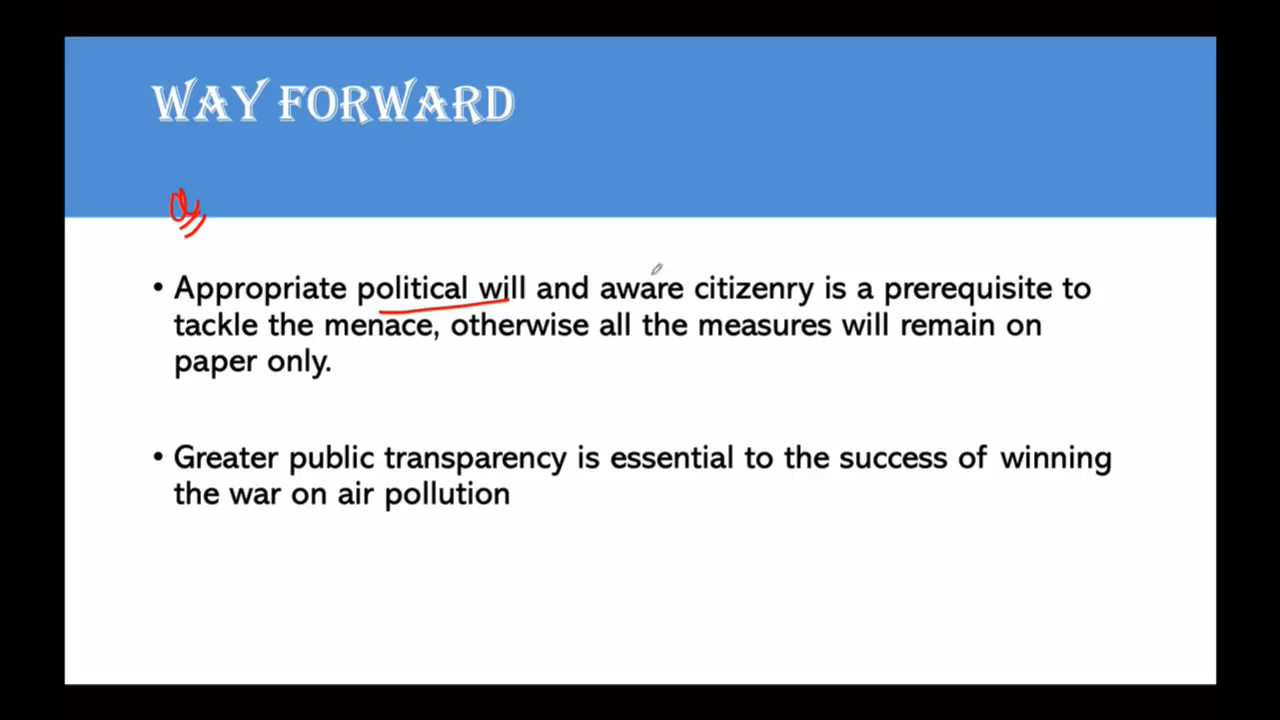 WAY FORWARD
• Appropriate political will and aware citizenry is a prerequisite to
tackle the menace, otherwise all the measures will remain on
paper only.
• Greater public transparency is essential to the success of winning
the war on air pollution